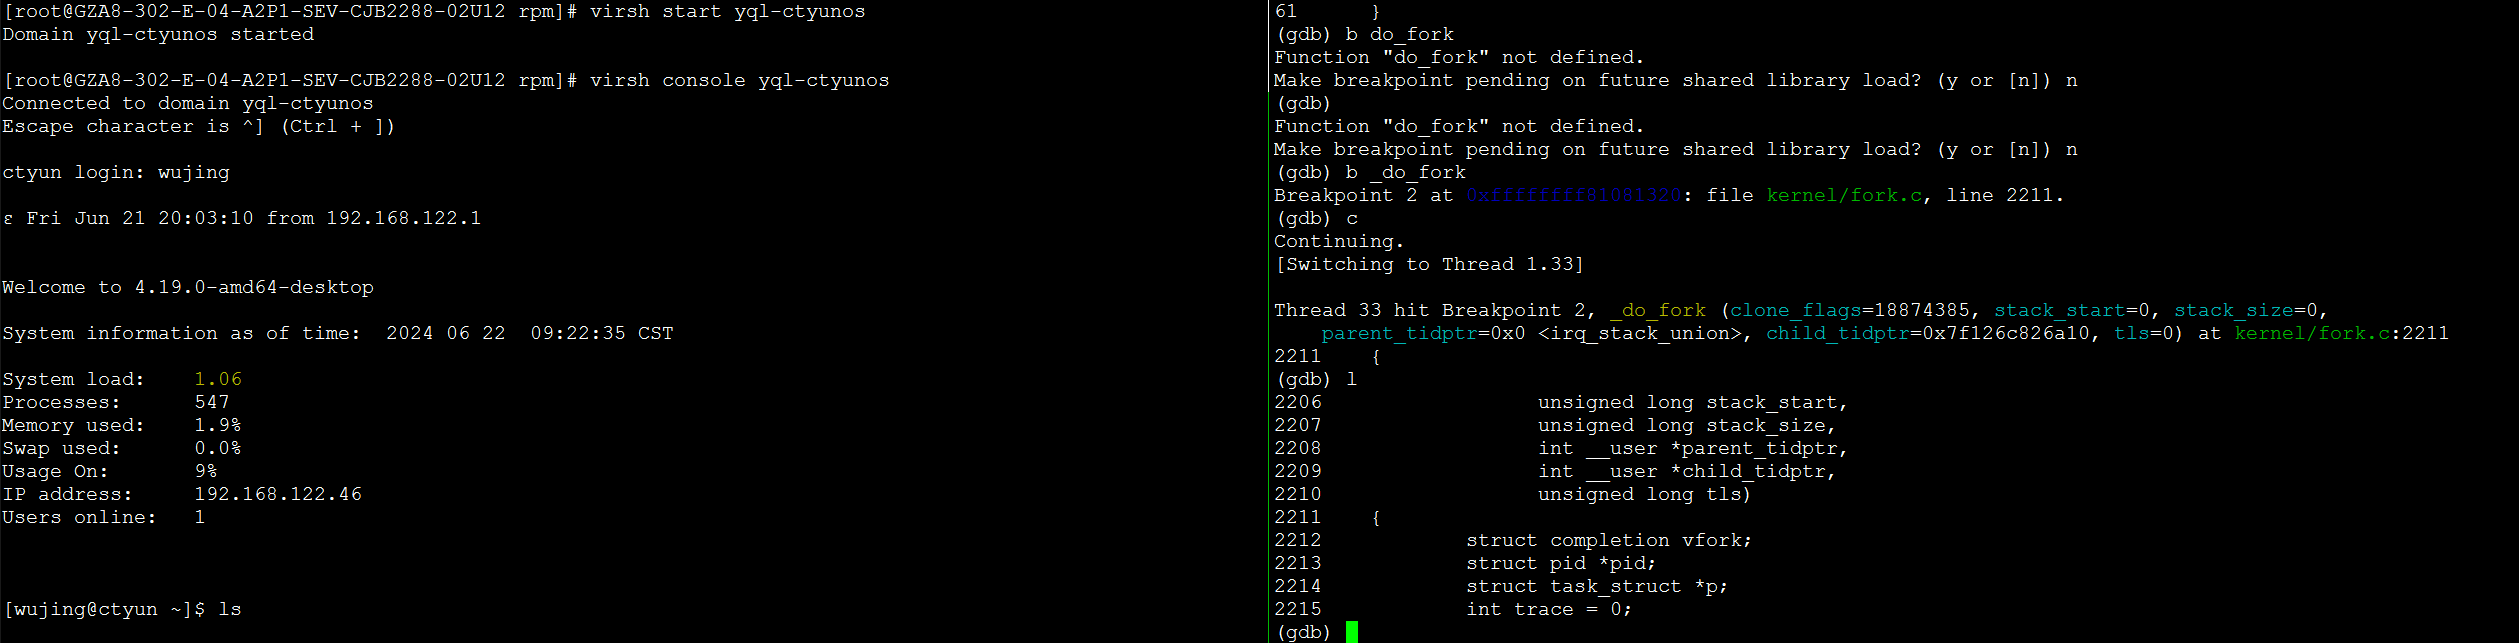 [root@GZA8-302-E-04-A2P1-SEV-CJB2288-02U12 rpm]# virsh start yql-ctyunos
Domain yql-ctyunos started
[root@GZA8-302-E-04-A2P1-SEV-CJB2288-02U12 rpm]# virsh console yql-ctyunos
Connected to domain yql-ctyunos
Escape character is ^] (Ctrl + ])
ctyun login: wujing
ε Fri Jun 21 20:03:10 from 192.168.122.1
Welcome to 4.19.0-amd64-desktop
System information as of time:  2024 06 22  09:22:35 CST
System load:    1.06
Processes:      547
Memory used:    1.9%
Swap used:      0.0%
Usage On:       9%
IP address:     192.168.122.46
Users online:   1
[wujing@ctyun ~]$ ls
61      }
(gdb) b do_fork
Function "do_fork" not defined.
Make breakpoint pending on future shared library load? (y or [n]) n
(gdb)
Function "do_fork" not defined.
Make breakpoint pending on future shared library load? (y or [n]) n
(gdb) b _do_fork
Breakpoint 2 at 0xffffffff81081320: file kernel/fork.c, line 2211.
(gdb) c
Continuing.
[Switching to Thread 1.33]
Thread 33 hit Breakpoint 2, _do_fork (clone_flags=18874385, stack_start=0, stack_size=0,
    parent_tidptr=0x0 <irq_stack_union>, child_tidptr=0x7f126c826a10, tls=0) at kernel/fork.c:2211
2211    {
(gdb) l
2206                  unsigned long stack_start,
2207                  unsigned long stack_size,
2208                  int __user *parent_tidptr,
2209                  int __user *child_tidptr,
2210                  unsigned long tls)
2211    {
2212            struct completion vfork;
2213            struct pid *pid;
2214            struct task_struct *p;
2215            int trace = 0;
(gdb)